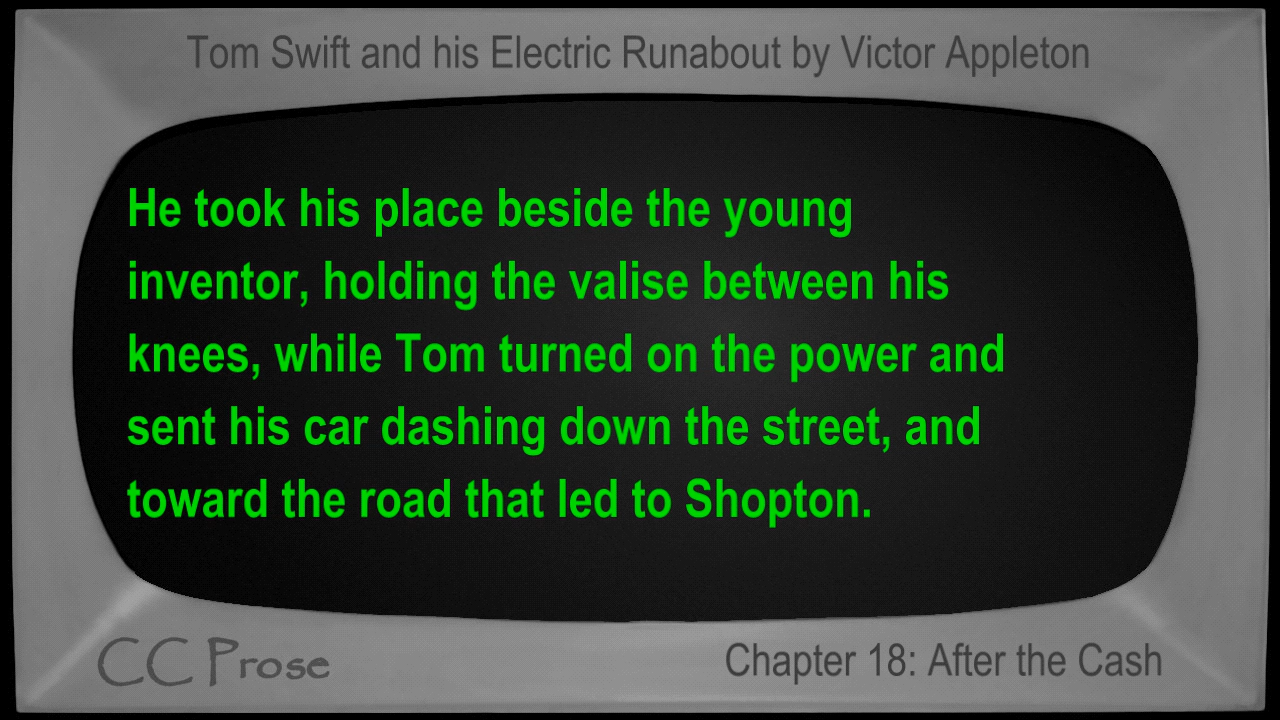 Tom Swift and his Electric Runabout by Victor Appleton
He took his place beside the young
inventor, holding the valise between his
knees, while Tom turned on the power and
sent his car dashing down the street, and
toward the road that led to Shopton.
CC Prose
Chapter 18: After the Cash